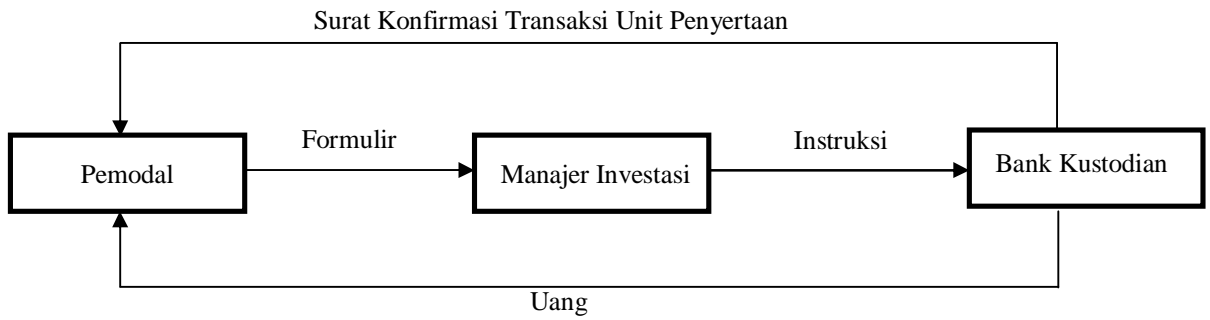 Surat Konfirmasi Transaksi Unit Penyertaan
Formulir
Instruksi
Pemodal
Manajer Investasi
Bank Kustodian
Uang